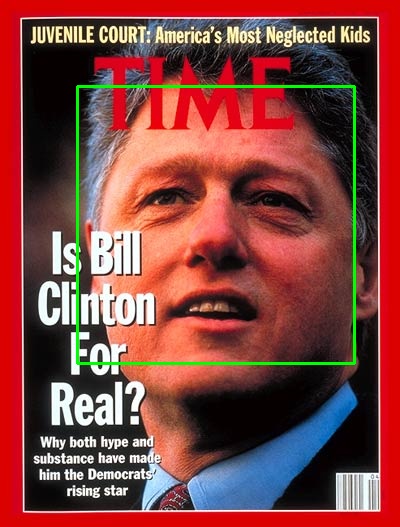 JUVENILE COURT: America's Most Neglected Kids
TIME
Is Bill
Clinton
For
Real?
Why both hype and
substance have made
him the Democrats'
rising star
04